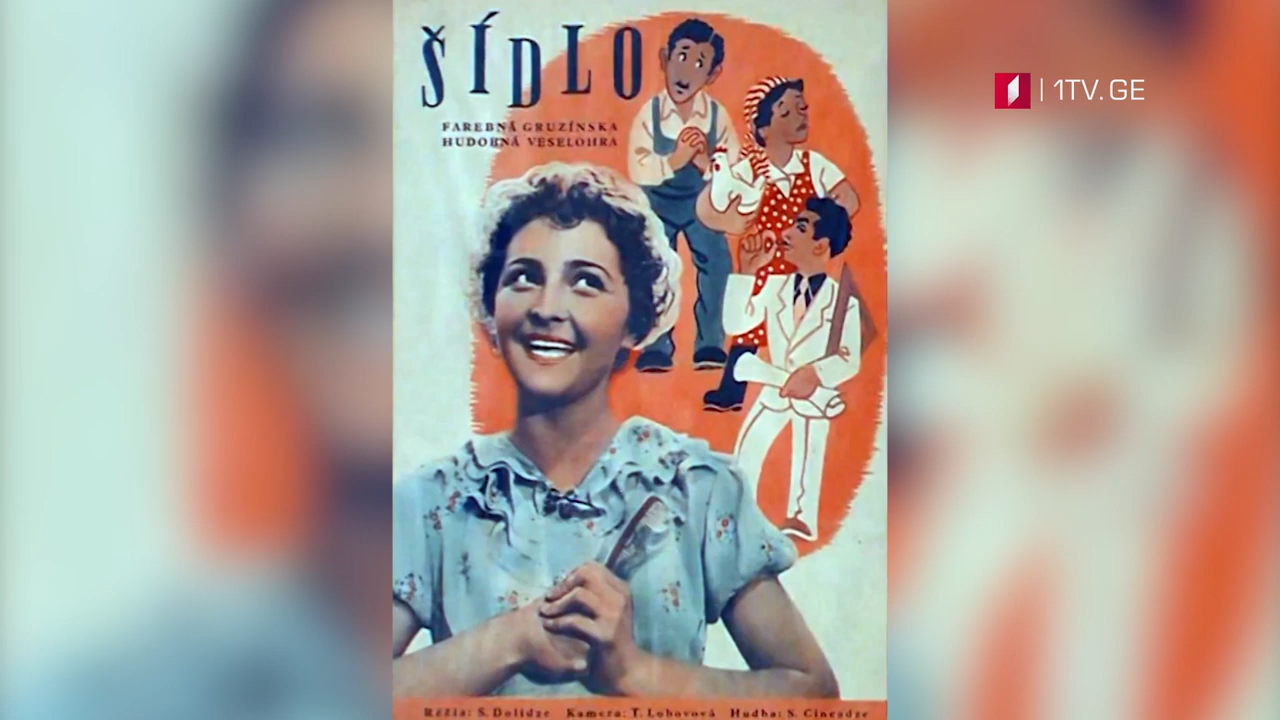 ŠÍDLO
FAREBNÁ GRUZÍNSKA
HUDOBNÁ VESELOHRA
1TV.GE
Réžia: S. Dolidze Kamera: T. Lobovová Hudba: S. Cincadze